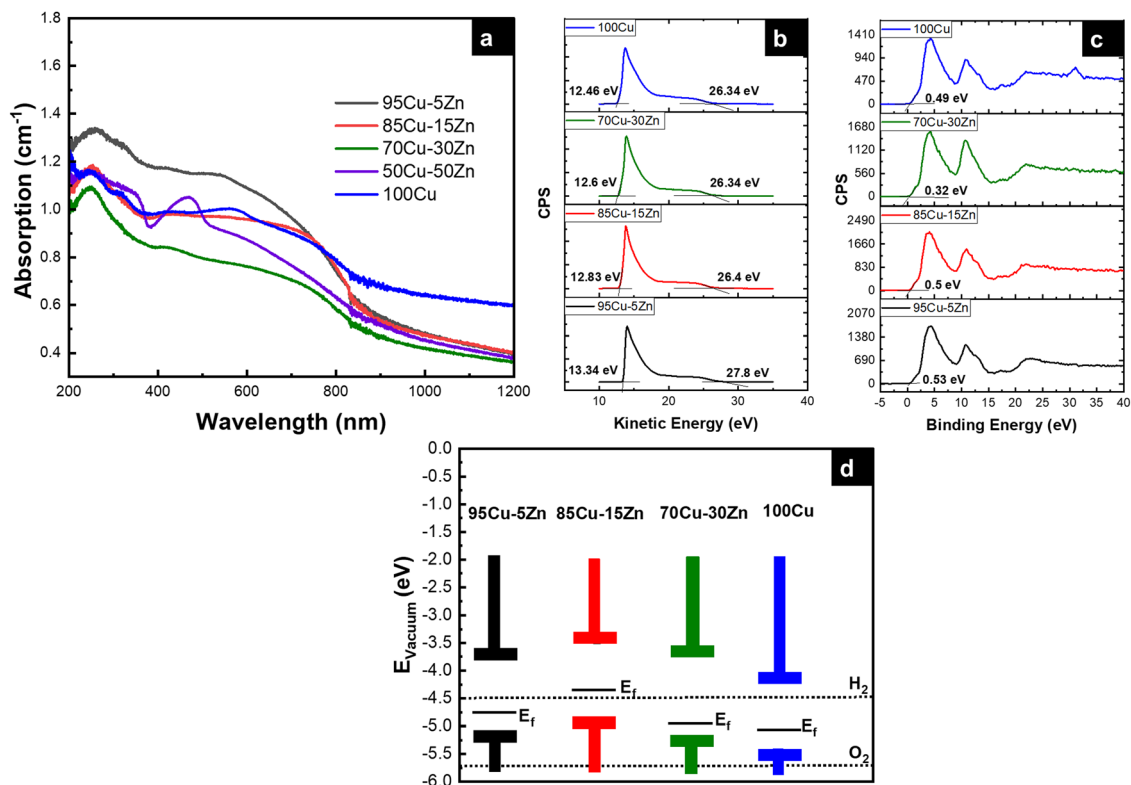 a
1.8
1.6
1.4
1.2
1.0
0.8
0.6
0.4
Absorption (cm-1)
95Cu-5Zn
85Cu-15Zn
70Cu-30Zn
50Cu-50Zn
100Cu
200 400 600 800 1000 1200
Wavelength (nm)
b
CPS
100Cu
12.46 eV 26.34 eV
70Cu-30Zn
12.6 eV 26.34 eV
85Cu-15Zn
12.83 eV 26.4 eV
95Cu-5Zn
13.34 eV 27.8 eV
10 20 30 40
Kinetic Energy (eV)
c
CPS
100Cu
1410
940
470
0
0.49 eV
70Cu-30Zn
1680
1120
560
0
0.32 eV
85Cu-15Zn
2490
1660
830
0
0.5 eV
95Cu-5Zn
2070
1380
690
0
0.53 eV
-5 0 5 10 15 20 25 30 35 40
Binding Energy (eV)
d
0.0
-0.5
-1.0
-1.5
-2.0
-2.5
-3.0
-3.5
-4.0
-4.5
-5.0
-5.5
-6.0
EVacuum (eV)
95Cu-5Zn 85Cu-15Zn 70Cu-30Zn 100Cu
Ef
Ef
Ef
Ef
H2
O2